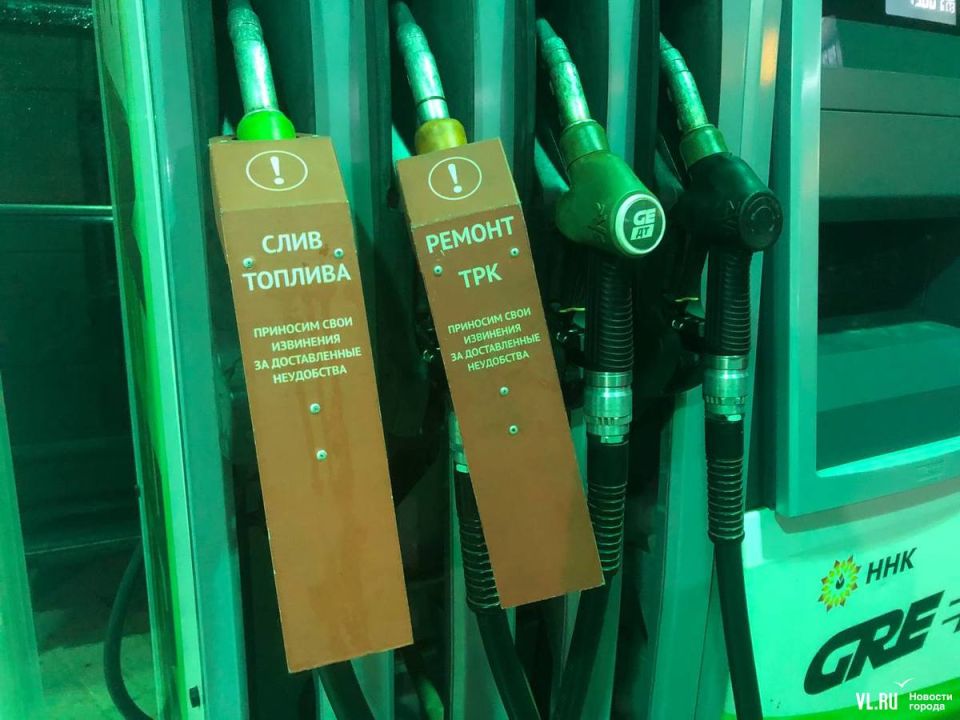 !
СЛИВ
ТОПЛИВА
ПРИНОСИМ СВОИ
ИЗВИНЕНИЯ
ЗА ДОСТАВЛЕННЫЕ
НЕУДОБСТВА
!
РЕМОНТ
ТРК
ПРИНОСИМ СВОИ
ИЗВИНЕНИЯ
ЗА ДОСТАВЛЕННЫЕ
НЕУДОБСТВА
GE
ДТ
ННК
GRE
VL.RU Новости
города